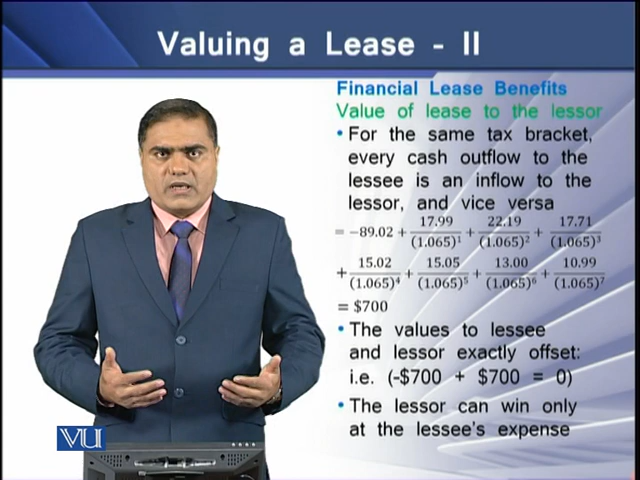 Valuing a Lease - II
Financial Lease Benefits
Value of lease to the lessor
• For the same tax bracket,
every cash outflow to the
lessee is an inflow to the
lessor, and vice versa
= −89.02 + 17.99/(1.065)^1 + 22.19/(1.065)^2 + 17.71/(1.065)^3
+ 15.02/(1.065)^4 + 15.05/(1.065)^5 + 13.00/(1.065)^6 + 10.99/(1.065)^7
= $700
• The values to lessee
and lessor exactly offset:
i.e. (-$700 + $700 = 0)
• The lessor can win only
at the lessee's expense
VU